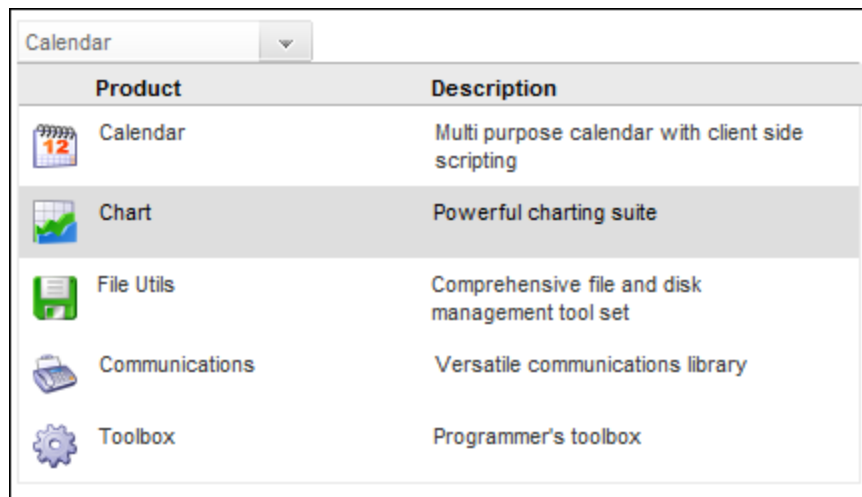 Calendar
Product Description
12
Calendar Multi purpose calendar with client side
scripting
Chart Powerful charting suite
File Utils Comprehensive file and disk
management tool set
Communications Versatile communications library
Toolbox Programmer's toolbox